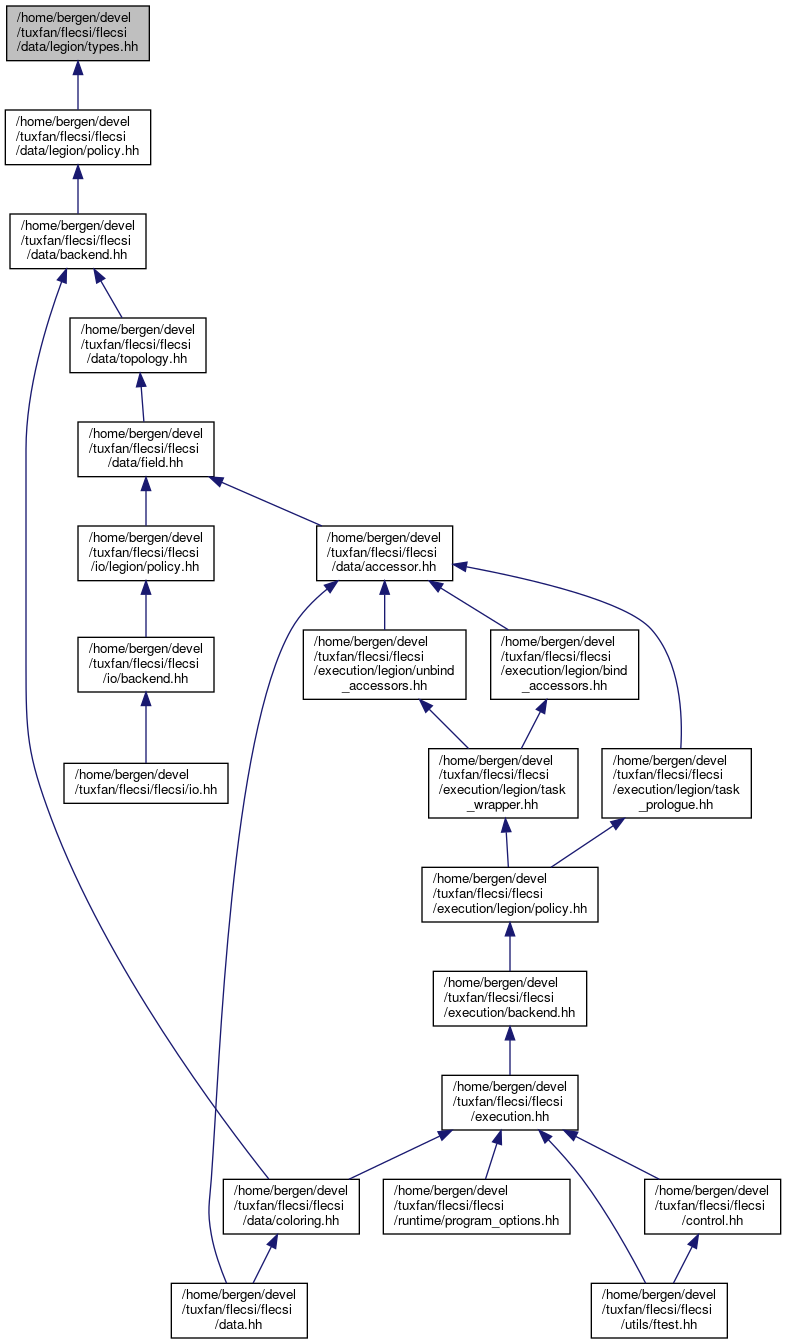 /home/bergen/devel
/tuxfan/flecsi/flecsi
/data/legion/types.hh
/home/bergen/devel
/tuxfan/flecsi/flecsi
/data/legion/policy.hh
/home/bergen/devel
/tuxfan/flecsi/flecsi
/data/backend.hh
/home/bergen/devel
/tuxfan/flecsi/flecsi
/data/topology.hh
/home/bergen/devel
/tuxfan/flecsi/flecsi
/data/field.hh
/home/bergen/devel
/tuxfan/flecsi/flecsi
/io/legion/policy.hh
/home/bergen/devel
/tuxfan/flecsi/flecsi
/data/accessor.hh
/home/bergen/devel
/tuxfan/flecsi/flecsi
/io/backend.hh
/home/bergen/devel
/tuxfan/flecsi/flecsi
/execution/legion/unbind
_accessors.hh
/home/bergen/devel
/tuxfan/flecsi/flecsi
/execution/legion/bind
_accessors.hh
/home/bergen/devel
/tuxfan/flecsi/flecsi/io.hh
/home/bergen/devel
/tuxfan/flecsi/flecsi
/execution/legion/task
_wrapper.hh
/home/bergen/devel
/tuxfan/flecsi/flecsi
/execution/legion/task
_prologue.hh
/home/bergen/devel
/tuxfan/flecsi/flecsi
/execution/legion/policy.hh
/home/bergen/devel
/tuxfan/flecsi/flecsi
/execution/backend.hh
/home/bergen/devel
/tuxfan/flecsi/flecsi
/execution.hh
/home/bergen/devel
/tuxfan/flecsi/flecsi
/data/coloring.hh
/home/bergen/devel
/tuxfan/flecsi/flecsi
/runtime/program_options.hh
/home/bergen/devel
/tuxfan/flecsi/flecsi
/control.hh
/home/bergen/devel
/tuxfan/flecsi/flecsi
/data.hh
/home/bergen/devel
/tuxfan/flecsi/flecsi
/utils/ftest.hh